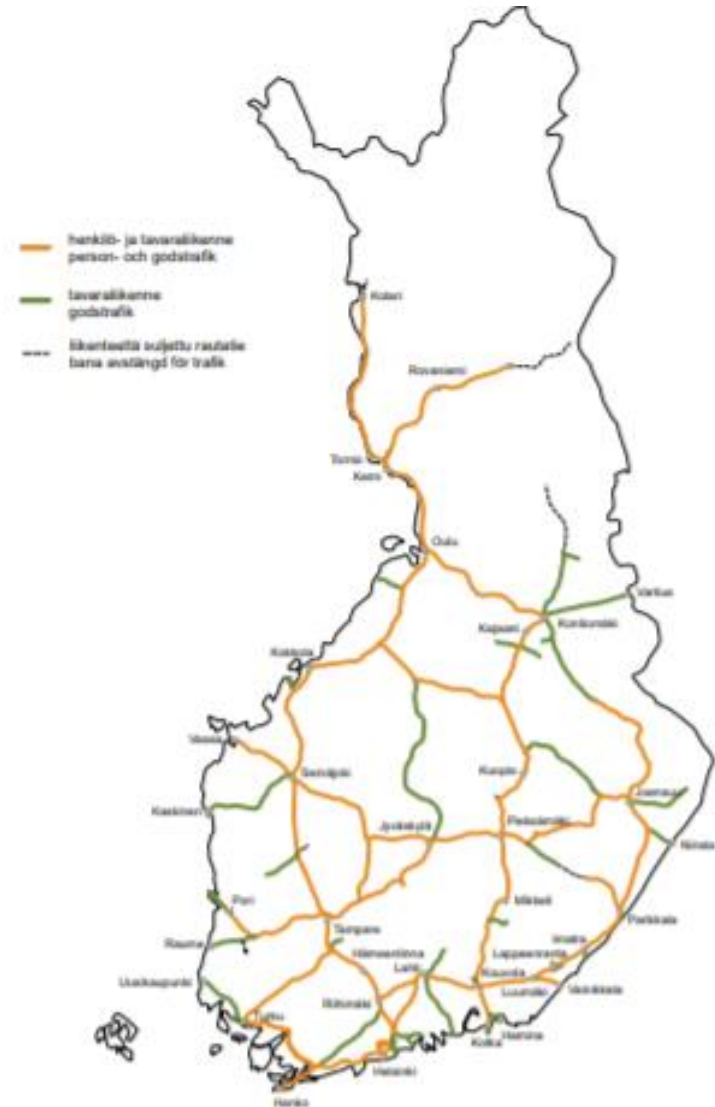 henkilö- ja tavaraliikenne
person- och godstrafik
tavaraliikenne
godstrafik
liikenteeltä suljettu rautatie
bana avstängd för trafik
Kolari
Rovaniemi
Tornio
Kemi
Oulu
Vartius
Kajaani
Kontiomäki
Kokkola
Vaasa
Seinäjoki
Kuopio
Joensuu
Kaskinen
Jyväskylä
Pieksämäki
Niirala
Pori
Mikkeli
Parikkala
Tampere
Rauma
Imatra
Hämeenlinna
Lappeenranta
Lahti
Kouvola
Uusikaupunki
Riihimäki
Luumäki
Vainikkala
Turku
Hamina
Kotka
Helsinki
Hanko